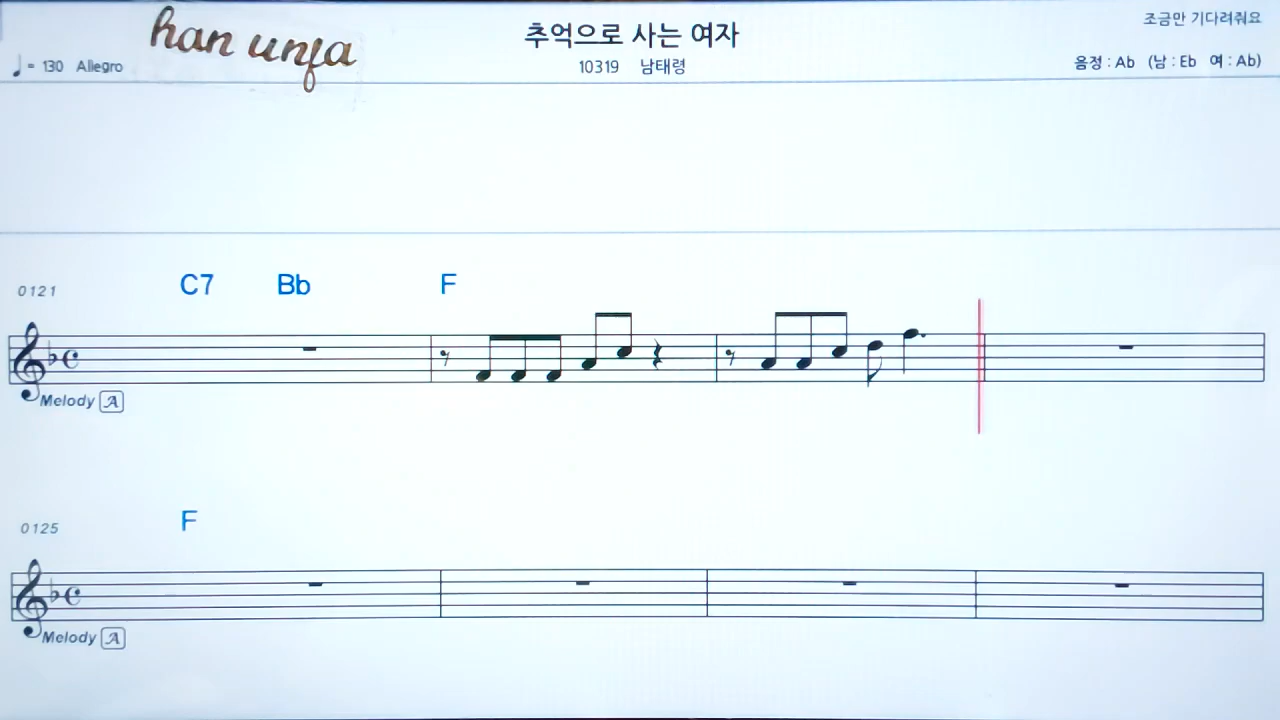 han unfa
추억으로 사는 여자
조금만 기다려줘요
♩= 130 Allegro
10319 남태령
음정 : Ab (남 : Eb 여 : Ab)
C7 Bb F
0121
Melody A
F
0125
Melody A